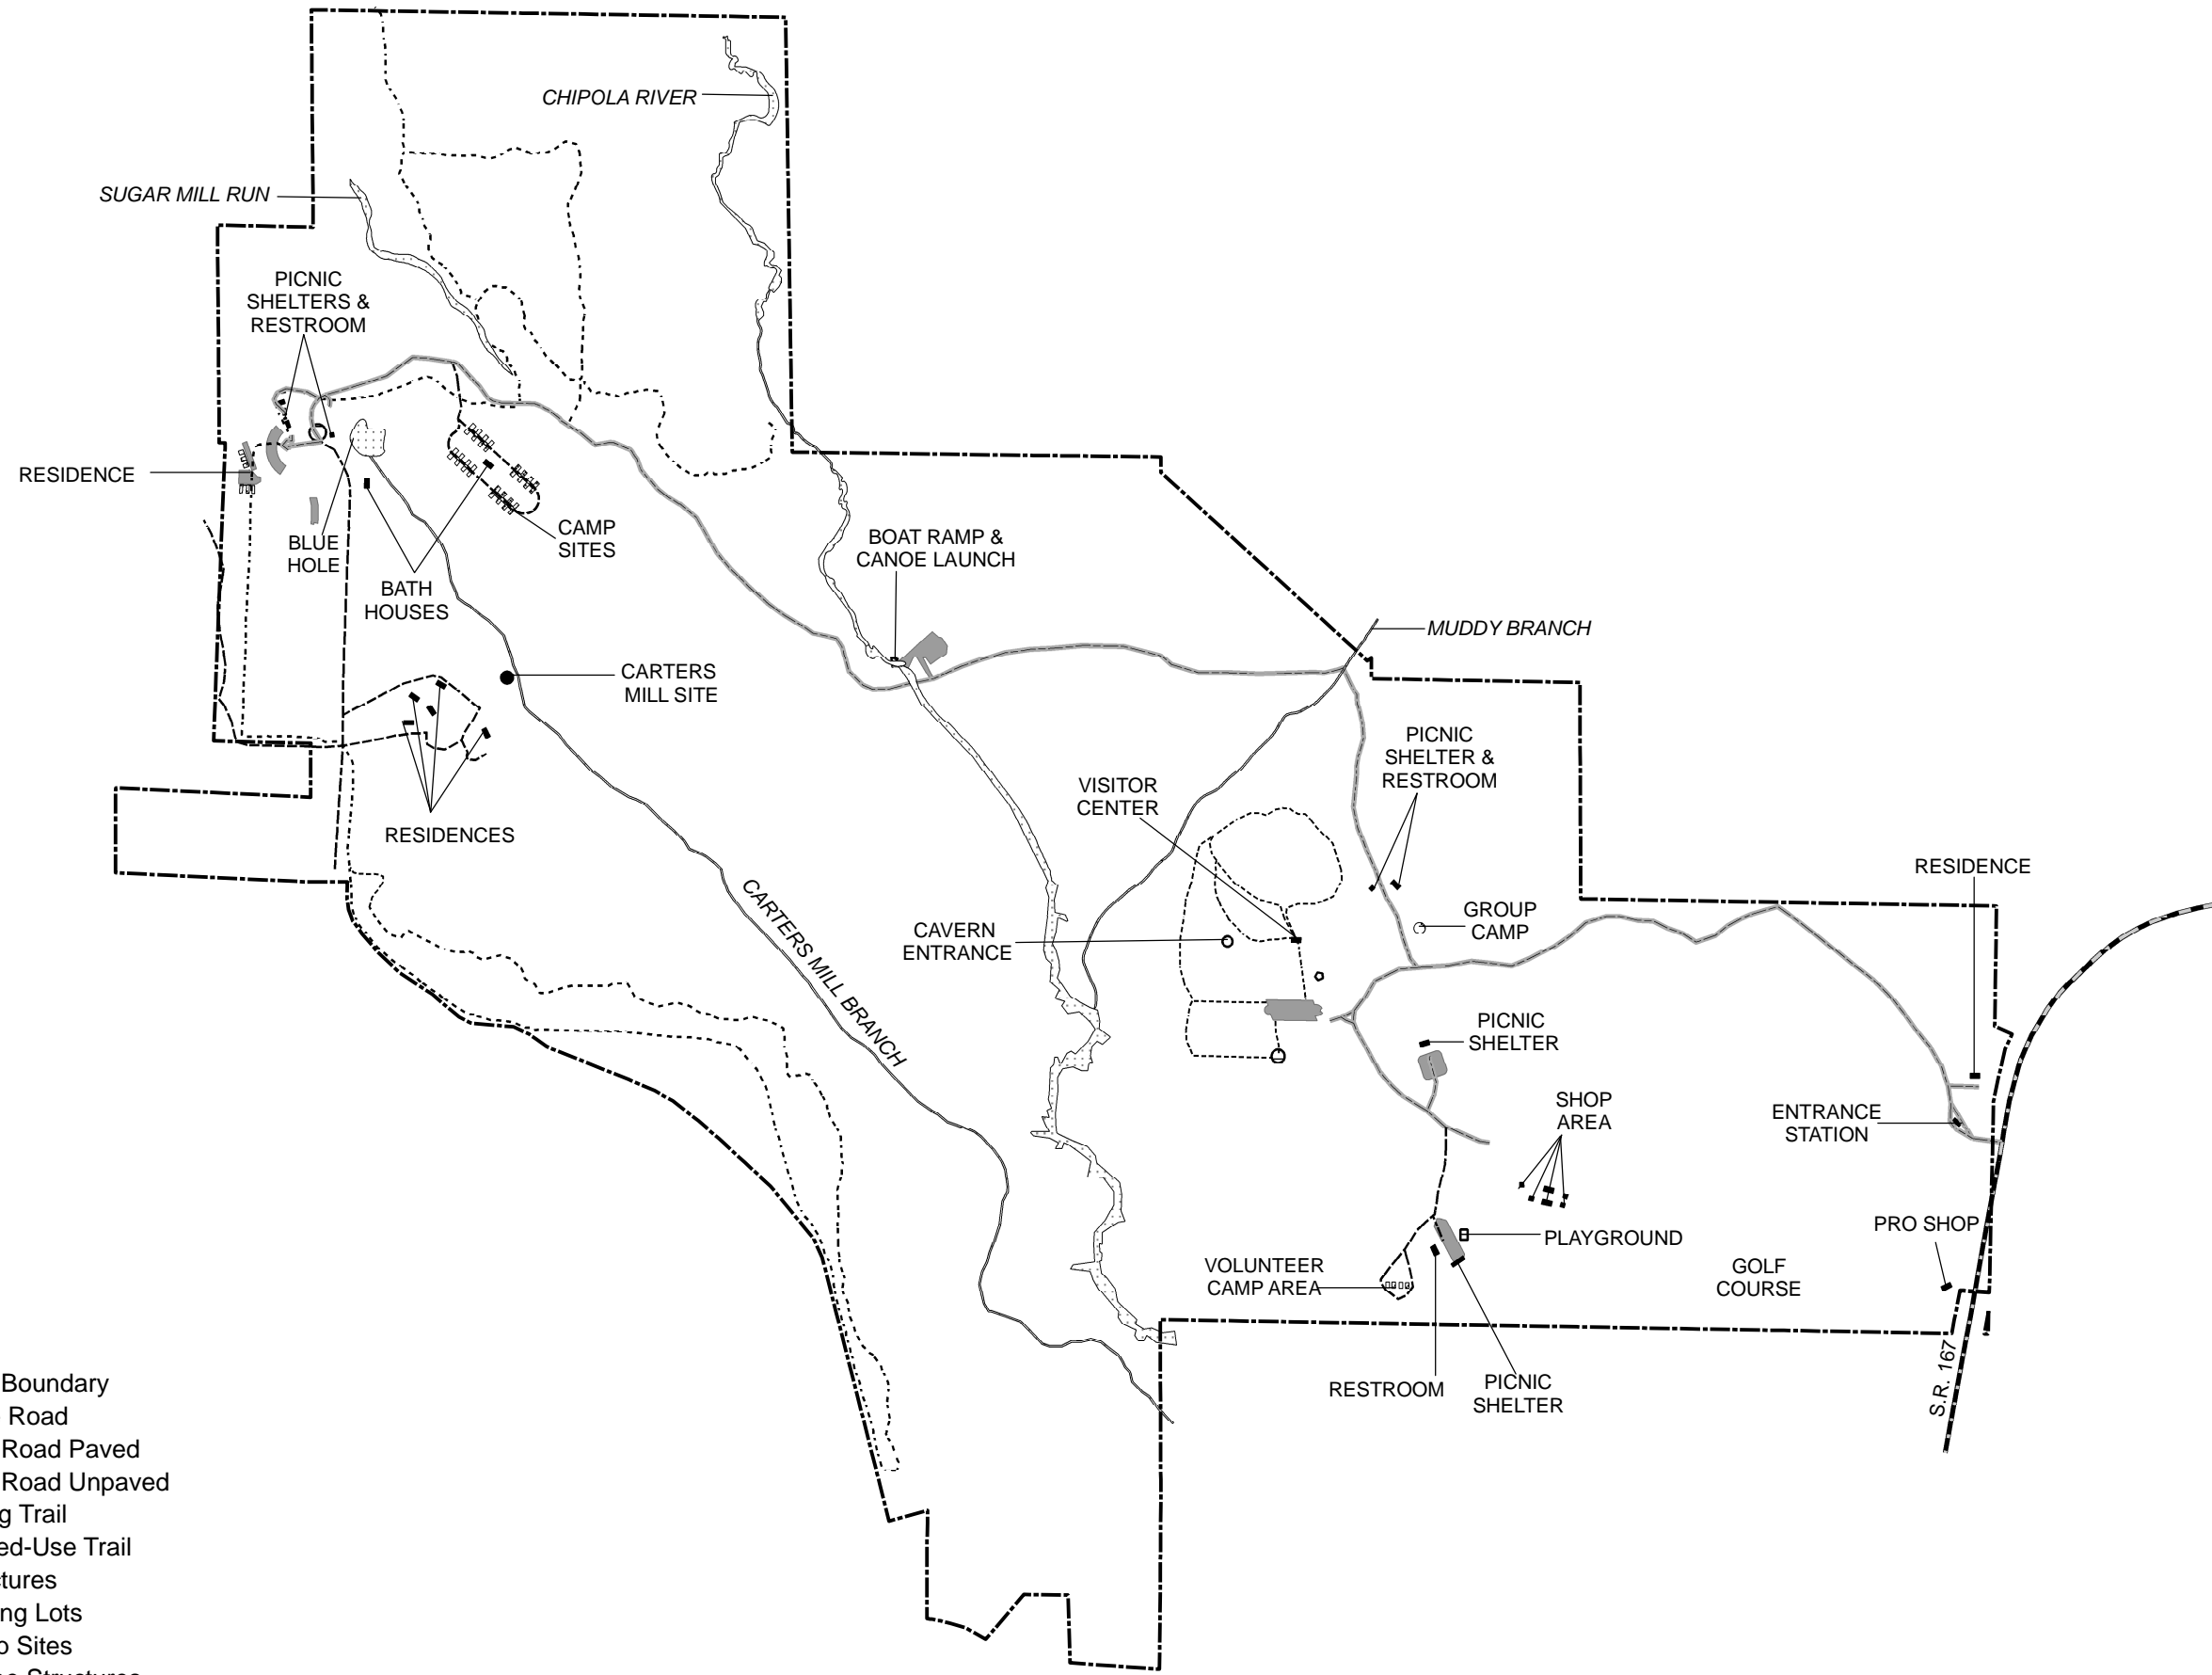 CHIPOLA RIVER
SUGAR MILL RUN
PICNIC
SHELTERS &
RESTROOM
RESIDENCE
BLUE
HOLE
BATH
HOUSES
CAMP
SITES
BOAT RAMP &
CANOE LAUNCH
MUDDY BRANCH
CARTERS
MILL SITE
RESIDENCES
PICNIC
SHELTER &
RESTROOM
VISITOR
CENTER
CARTERS MILL BRANCH
CAVERN
ENTRANCE
GROUP
CAMP
RESIDENCE
PICNIC
SHELTER
SHOP
AREA
ENTRANCE
STATION
PRO SHOP
PLAYGROUND
VOLUNTEER
CAMP AREA
GOLF
COURSE
RESTROOM
PICNIC
SHELTER
S.R. 167
Boundary
Road
Road Paved
Road Unpaved
g Trail
ed-Use Trail
tures
ng Lots
Sites